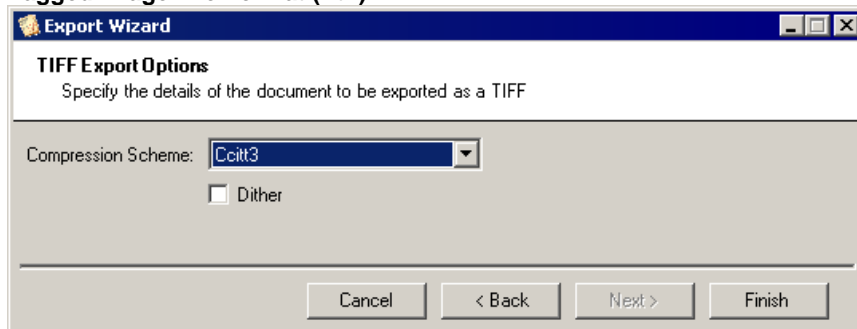 Export Wizard
TIFF Export Options
Specify the details of the document to be exported as a TIFF
Compression Scheme: Ccitt3
Dither
Cancel < Back Next > Finish